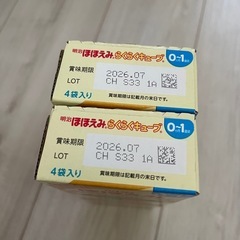 明治 ほほえみ らくらくキューブ 0~1歳
賞味期限 2026.07
LOT CH S33 1A
賞味期限は記載月の末日です。
4袋入り
明治 ほほえみ らくらくキューブ 0~1歳
賞味期限 2026.07
LOT CH S33 1A
賞味期限は記載月の末日です。
4袋入り